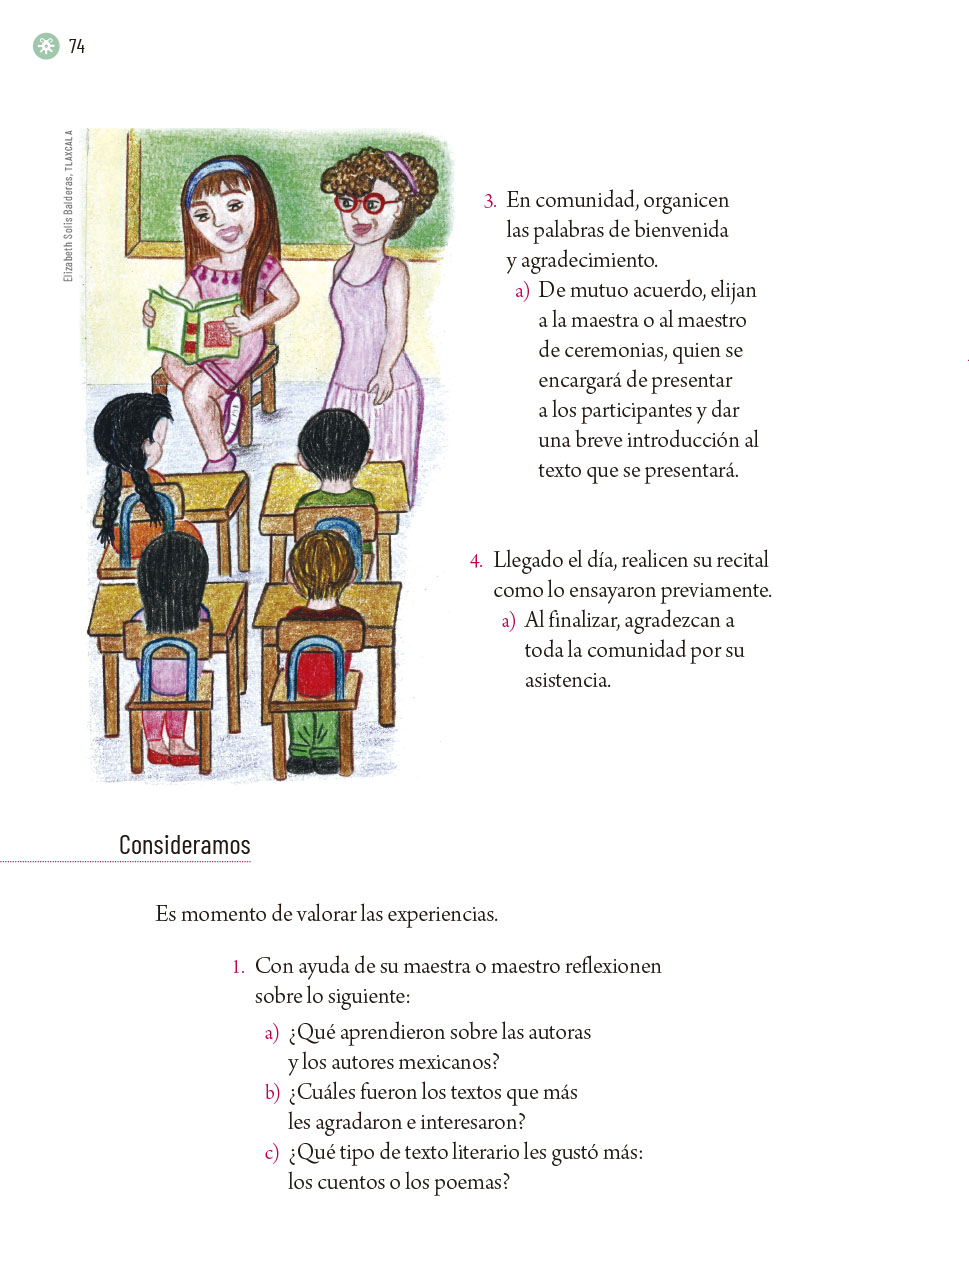 74
Elizabeth Solís Balderas, TLAXCALA
3. En comunidad, organicen
las palabras de bienvenida
y agradecimiento.
a) De mutuo acuerdo, elijan
a la maestra o al maestro
de ceremonias, quien se
encargará de presentar
a los participantes y dar
una breve introducción al
texto que se presentará.
4. Llegado el día, realicen su recital
como lo ensayaron previamente.
a) Al finalizar, agradezcan a
toda la comunidad por su
asistencia.
Consideramos
Es momento de valorar las experiencias.
1. Con ayuda de su maestra o maestro reflexionen
sobre lo siguiente:
a) ¿Qué aprendieron sobre las autoras
y los autores mexicanos?
b) ¿Cuáles fueron los textos que más
les agradaron e interesaron?
c) ¿Qué tipo de texto literario les gustó más:
los cuentos o los poemas?